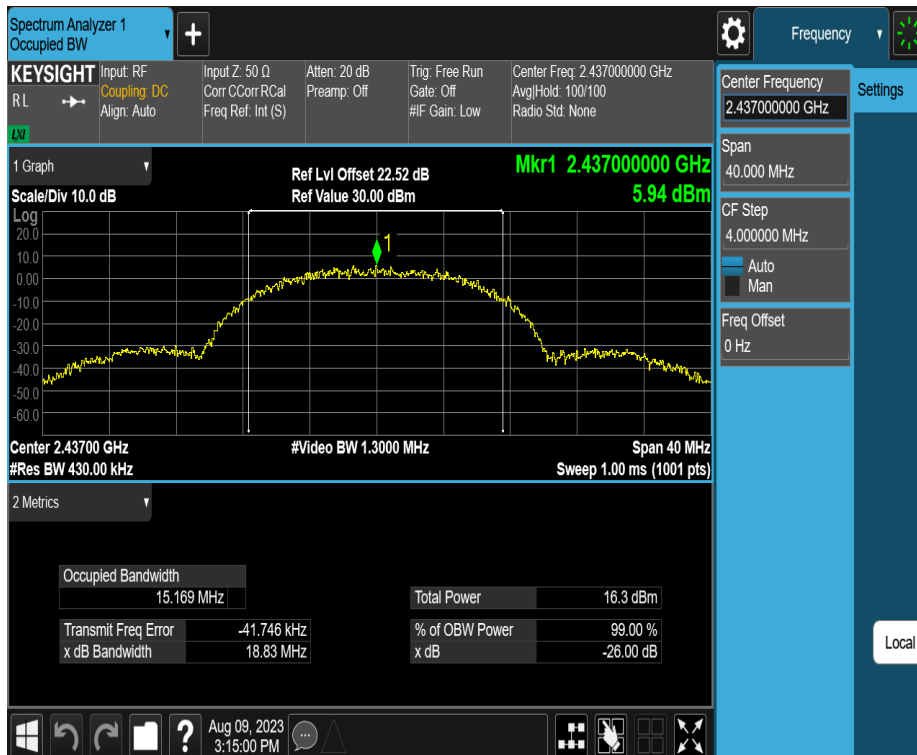 Spectrum Analyzer 1
Occupied BW
+
Frequency
KEYSIGHT
RL
LXI
Input: RF
Coupling: DC
Align: Auto
Input Z: 50 Ω
Corr CCorr RCal
Freq Ref: Int (S)
Atten: 20 dB
Preamp: Off
Trig: Free Run
Gate: Off
#IF Gain: Low
Center Freq: 2.437000000 GHz
Avg|Hold: 100/100
Radio Std: None
Center Frequency
2.437000000 GHz
Settings
Span
40.000 MHz
CF Step
4.000000 MHz
Auto
Man
Freq Offset
0 Hz
Local
1 Graph
Scale/Div 10.0 dB
Ref Lvl Offset 22.52 dB
Ref Value 30.00 dBm
Mkr1 2.437000000 GHz
5.94 dBm
Log
20.0
10.0
0.00
-10.0
-20.0
-30.0
-40.0
-50.0
-60.0
1
Center 2.43700 GHz
#Res BW 430.00 kHz
#Video BW 1.3000 MHz
Span 40 MHz
Sweep 1.00 ms (1001 pts)
2 Metrics
Occupied Bandwidth
15.169 MHz
Transmit Freq Error -41.746 kHz
x dB Bandwidth 18.83 MHz
Total Power 16.3 dBm
% of OBW Power 99.00 %
x dB -26.00 dB
?
Aug 09, 2023
3:15:00 PM